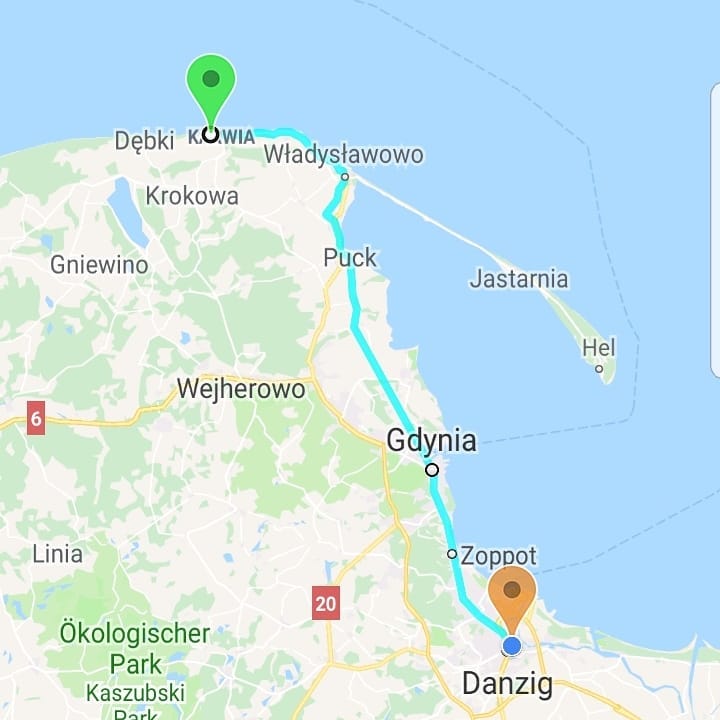 Dębki
KARWIA
Władysławowo
Krokowa
Puck
Gniewino
Jastarnia
Hel
Wejherowo
6
Gdynia
Linia
Zoppot
20
Ökologischer
Park
Kaszubski
Park
Danzig